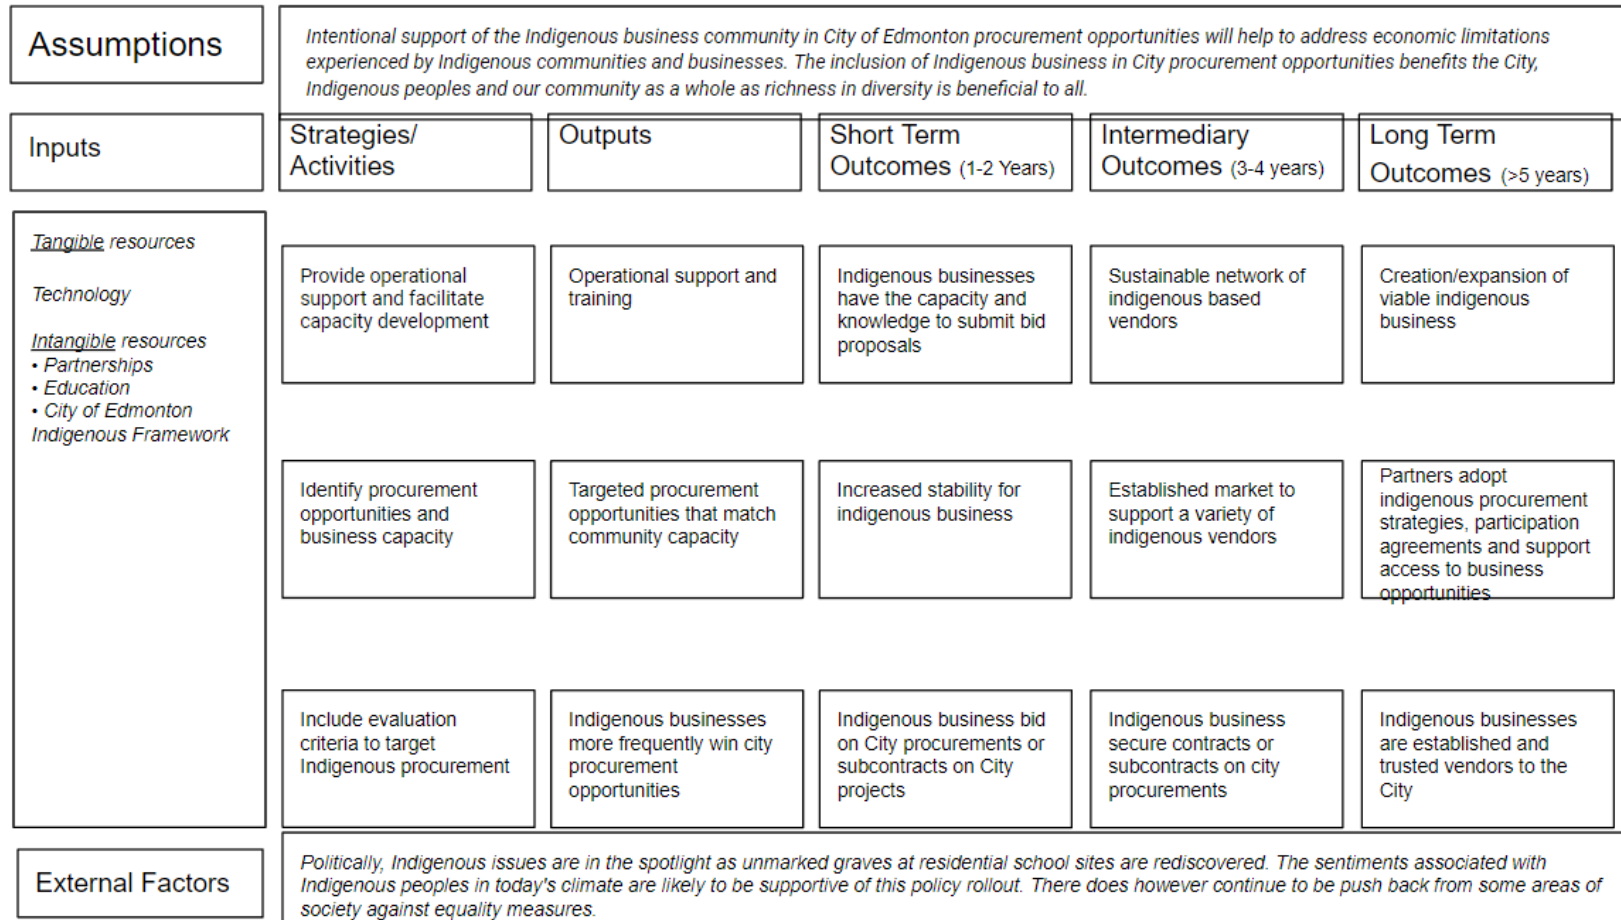 Assumptions
Intentional support of the Indigenous business community in City of Edmonton procurement opportunities will help to address economic limitations
experienced by Indigenous communities and businesses. The inclusion of Indigenous business in City procurement opportunities benefits the City,
Indigenous peoples and our community as a whole as richness in diversity is beneficial to all.
Inputs
Strategies/
Activities
Outputs
Short Term
Outcomes (1-2 Years)
Intermediary
Outcomes (3-4 years)
Long Term
Outcomes (>5 years)
Tangible resources
Technology
Intangible resources
• Partnerships
• Education
• City of Edmonton
Indigenous Framework
Provide operational
support and facilitate
capacity development
Operational support and
training
Indigenous businesses
have the capacity and
knowledge to submit bid
proposals
Sustainable network of
indigenous based
vendors
Creation/expansion of
viable indigenous
business
Identify procurement
opportunities and
business capacity
Targeted procurement
opportunities that match
community capacity
Increased stability for
indigenous business
Established market to
support a variety of
indigenous vendors
Partners adopt
indigenous procurement
strategies, participation
agreements and support
access to business
opportunities
Include evaluation
criteria to target
Indigenous procurement
Indigenous businesses
more frequently win city
procurement
opportunities
Indigenous business bid
on City procurements or
subcontracts on City
projects
Indigenous business
secure contracts or
subcontracts on city
procurements
Indigenous businesses
are established and
trusted vendors to the
City
External Factors
Politically, Indigenous issues are in the spotlight as unmarked graves at residential school sites are rediscovered. The sentiments associated with
Indigenous peoples in today's climate are likely to be supportive of this policy rollout. There does however continue to be push back from some areas of
society against equality measures.